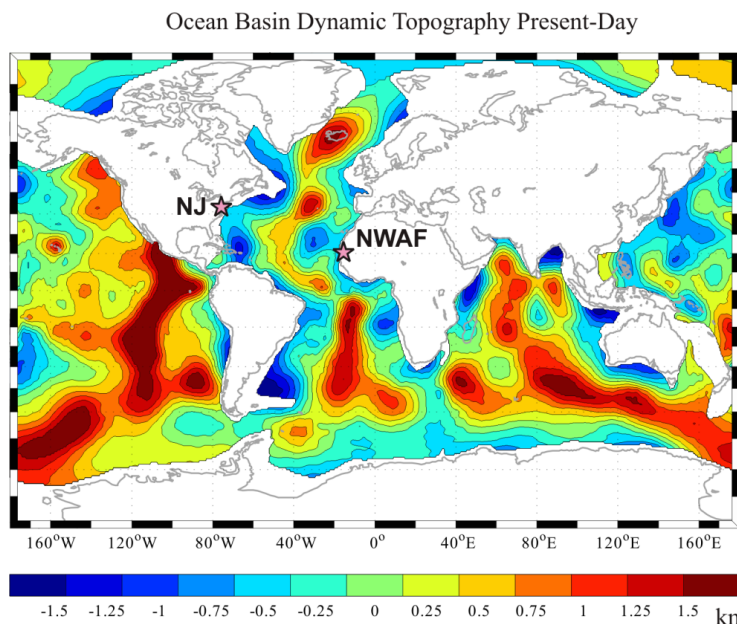 Ocean Basin Dynamic Topography Present-Day
NJ
NWAF
160°W 120°W 80°W 40°W 0° 40°E 80°E 120°E 160°E
-1.5 -1.25 -1 -0.75 -0.5 -0.25 0 0.25 0.5 0.75 1 1.25 1.5 km